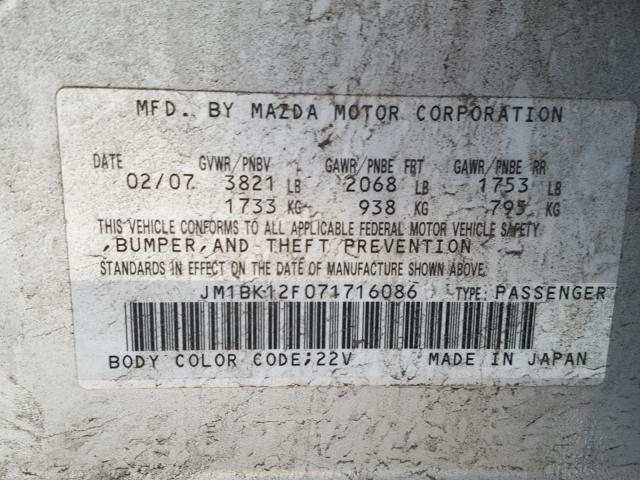 MFD. BY MAZDA MOTOR CORPORATION
DATE GVWR/PNBV GAWR/PNBE FRT GAWR/PNBE RR
02/07 3821 LB 2068 LB 1753 LB
1733 KG 938 KG 795 KG
THIS VEHICLE CONFORMS TO ALL APPLICABLE FEDERAL MOTOR VEHICLE SAFETY
,BUMPER,AND THEFT PREVENTION
STANDARDS IN EFFECT ON THE DATE OF MANUFACTURE SHOWN ABOVE.
JM1BK12F071716086 TYPE: PASSENGER
BODY COLOR CODE;22V MADE IN JAPAN